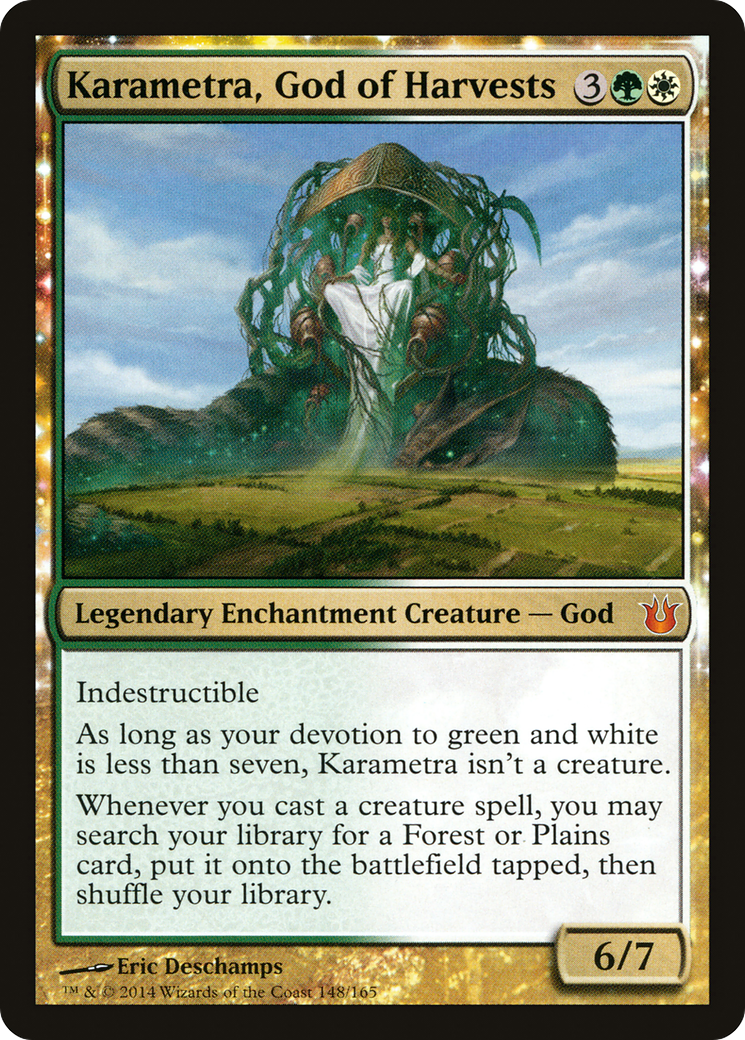 Karametra, God of Harvests 3
Legendary Enchantment Creature — God
Indestructible
As long as your devotion to green and white
is less than seven, Karametra isn't a creature.
Whenever you cast a creature spell, you may
search your library for a Forest or Plains
card, put it onto the battlefield tapped, then
shuffle your library.
6/7
Eric Deschamps
™ & © 2014 Wizards of the Coast 148/165